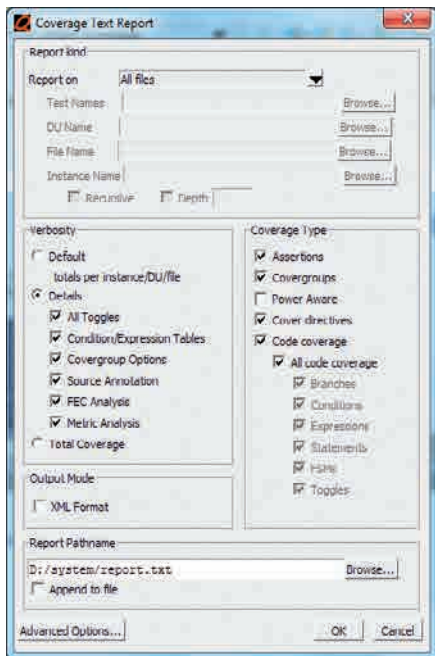 Coverage Text Report
Report kind
Report on All files
Test Names Browse...
DU Name Browse...
File Name Browse...
Instance Name Browse...
Recursive Depth
Verbosity
Default
totals per instance/DU/file
Details
All Toggles
Condition/Expression Tables
Covergroup Options
Source Annotation
FEC Analysis
Metric Analysis
Total Coverage
Coverage Type
Assertions
Covergroups
Power Aware
Cover directives
Code coverage
All code coverage
Branches
Conditions
Expressions
Statements
FSMs
Toggles
Output Mode
XML Format
Report Pathname
D:/system/report.txt Browse...
Append to file
Advanced Options... OK Cancel